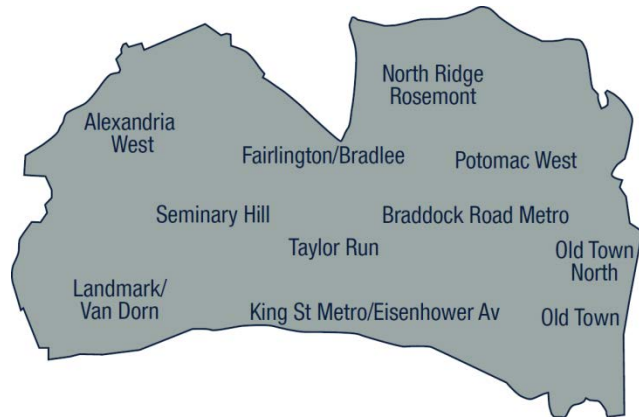 North Ridge
Rosemont
Alexandria
West
Fairlington/Bradlee
Potomac West
Seminary Hill
Braddock Road Metro
Taylor Run
Old Town
North
Landmark/
Van Dorn
King St Metro/Eisenhower Av
Old Town